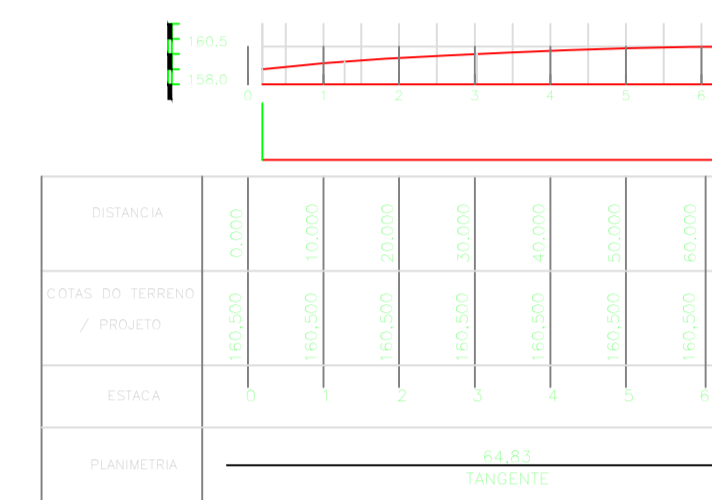 160,5
158,0
0 1 2 3 4 5 6
DISTANCIA
0,000 10,000 20,000 30,000 40,000 50,000 60,000
COTAS DO TERRENO
/ PROJETO
160,500 160,500 160,500 160,500 160,500 160,500 160,500
ESTACA
0 1 2 3 4 5 6
PLANIMETRIA
64,83
TANGENTE